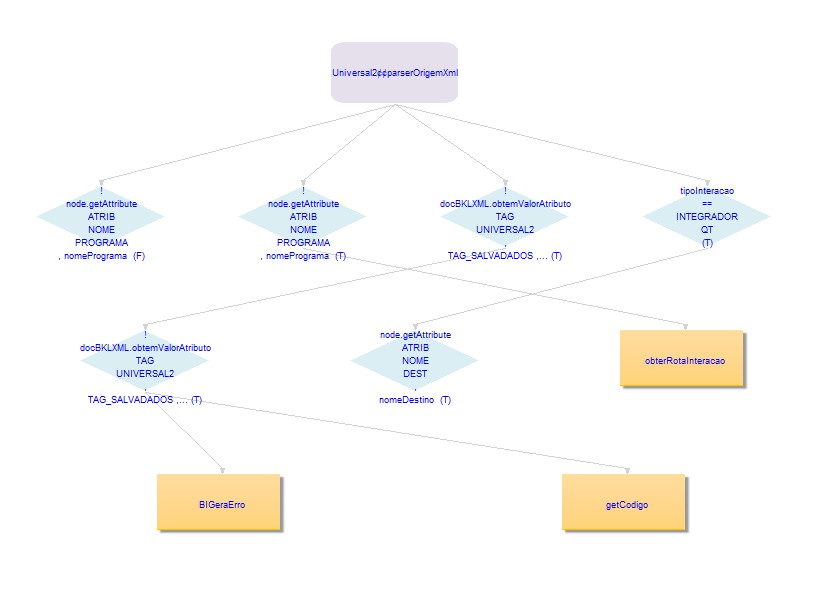 Universal2¢¢parserOrigemXml
!
node.getAttribute
ATRIB
NOME
PROGRAMA
, nomePrograma (F)
!
node.getAttribute
ATRIB
NOME
PROGRAMA
, nomePrograma (T)
!
docBKLXML.obtemValorAtributo
TAG
UNIVERSAL2
,
TAG_SALVADADOS ,... (T)
tipoInteracao
==
INTEGRADOR
QT
(T)
!
docBKLXML.obtemValorAtributo
TAG
UNIVERSAL2
,
TAG_SALVADADOS ,... (T)
node.getAttribute
ATRIB
NOME
DEST
,
nomeDestino (T)
obterRotaInteracao
BIGeraErro
getCodigo